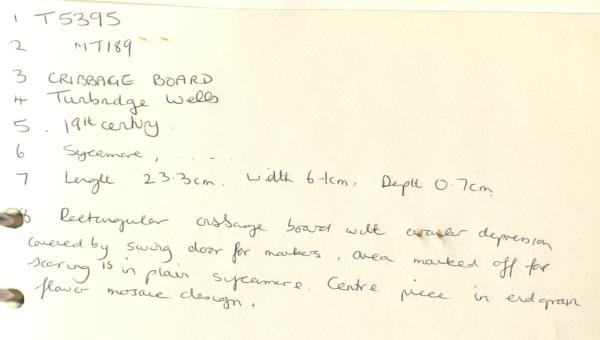 1 T5395
2 MT189
3 CRIBBAGE BOARD
4 Tunbridge Wells
5. 19th century.
6 Sycamore,
7 Length 23.3cm. Width 6.1cm. Depth 0.7cm
8 Rectangular cribbage board with circular depression
covered by swing door for markers, area marked off for
scoring is in plain sycamore. Centre piece in endgrain
flower mosaic design.